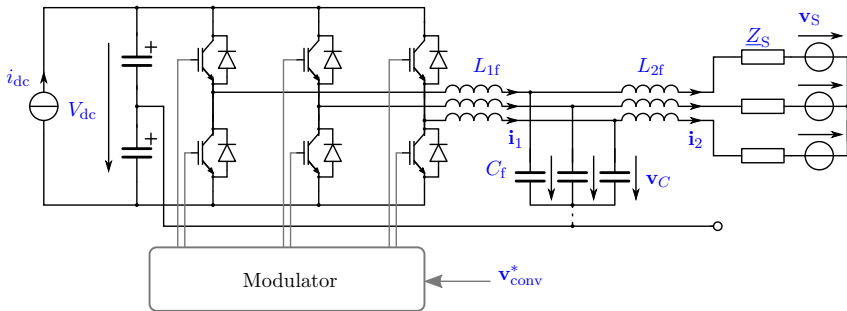 v_S
Z_S
+
L_1f
L_2f
i_dc
V_dc
+
i_1
i_2
C_f
v_C
Modulator
v*_conv